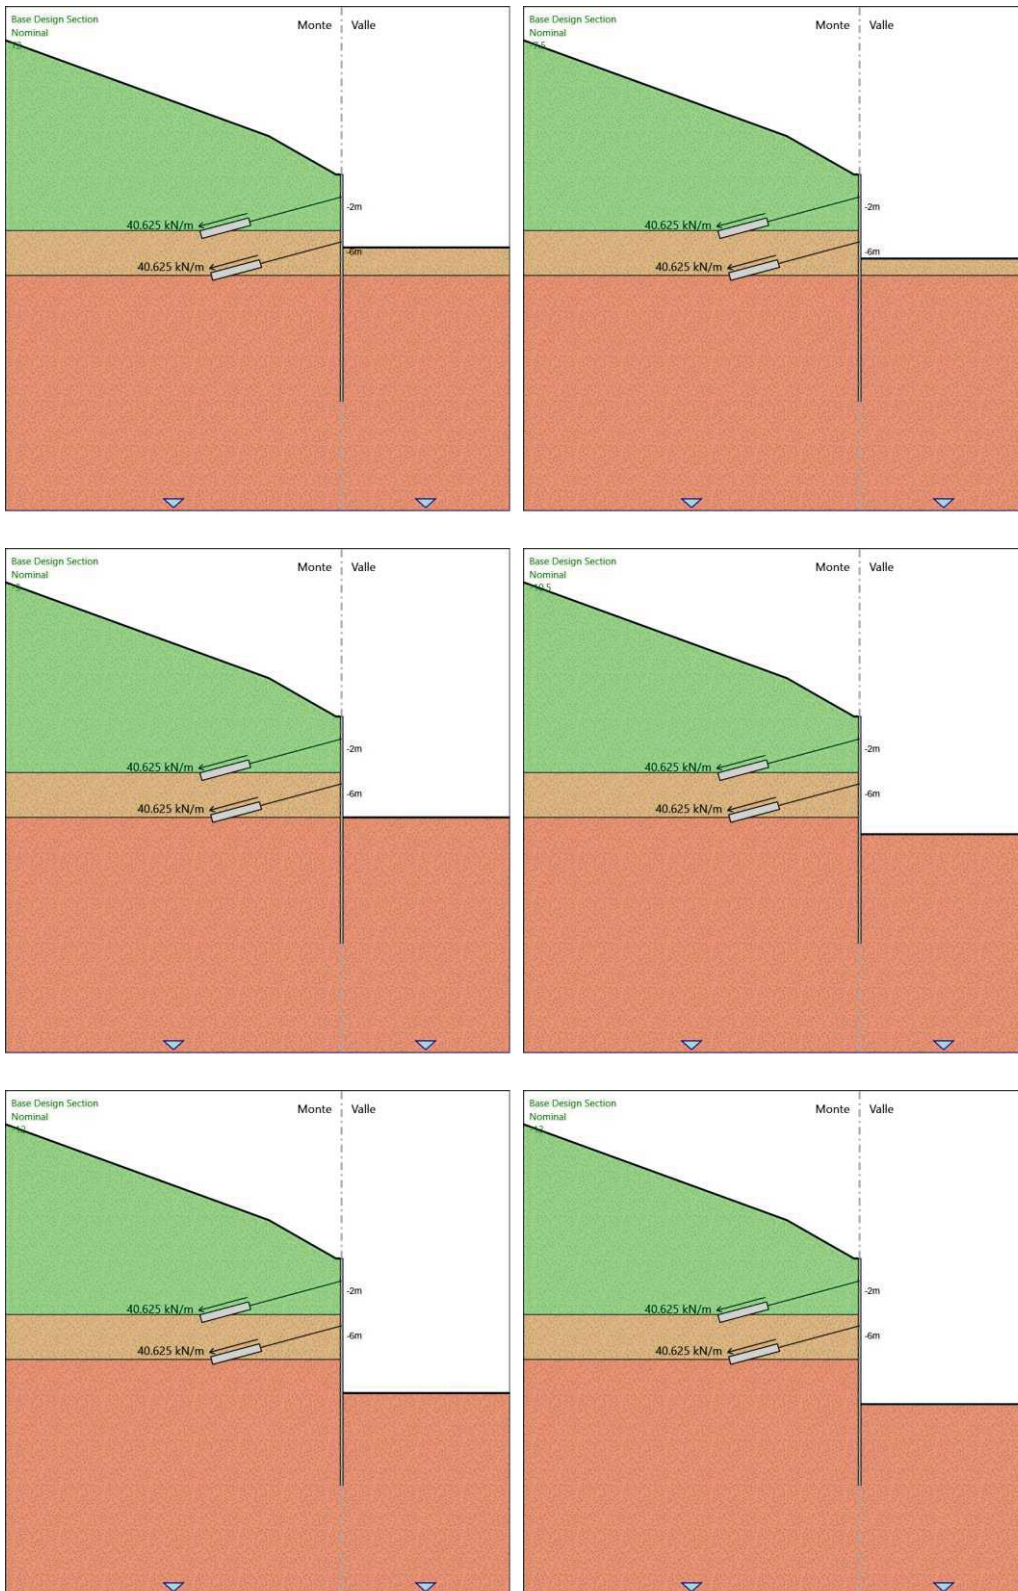 Base Design Section
Nominal
Monte
Valle
-2m
40.625 kN/m
-6m
40.625 kN/m
Base Design Section
Nominal
Monte
Valle
-2m
40.625 kN/m
-6m
40.625 kN/m
Base Design Section
Nominal
Monte
Valle
-2m
40.625 kN/m
-6m
40.625 kN/m
Base Design Section
Nominal
Monte
Valle
-2m
40.625 kN/m
-6m
40.625 kN/m
Base Design Section
Nominal
Monte
Valle
-2m
40.625 kN/m
-6m
40.625 kN/m
Base Design Section
Nominal
Monte
Valle
-2m
40.625 kN/m
-6m
40.625 kN/m